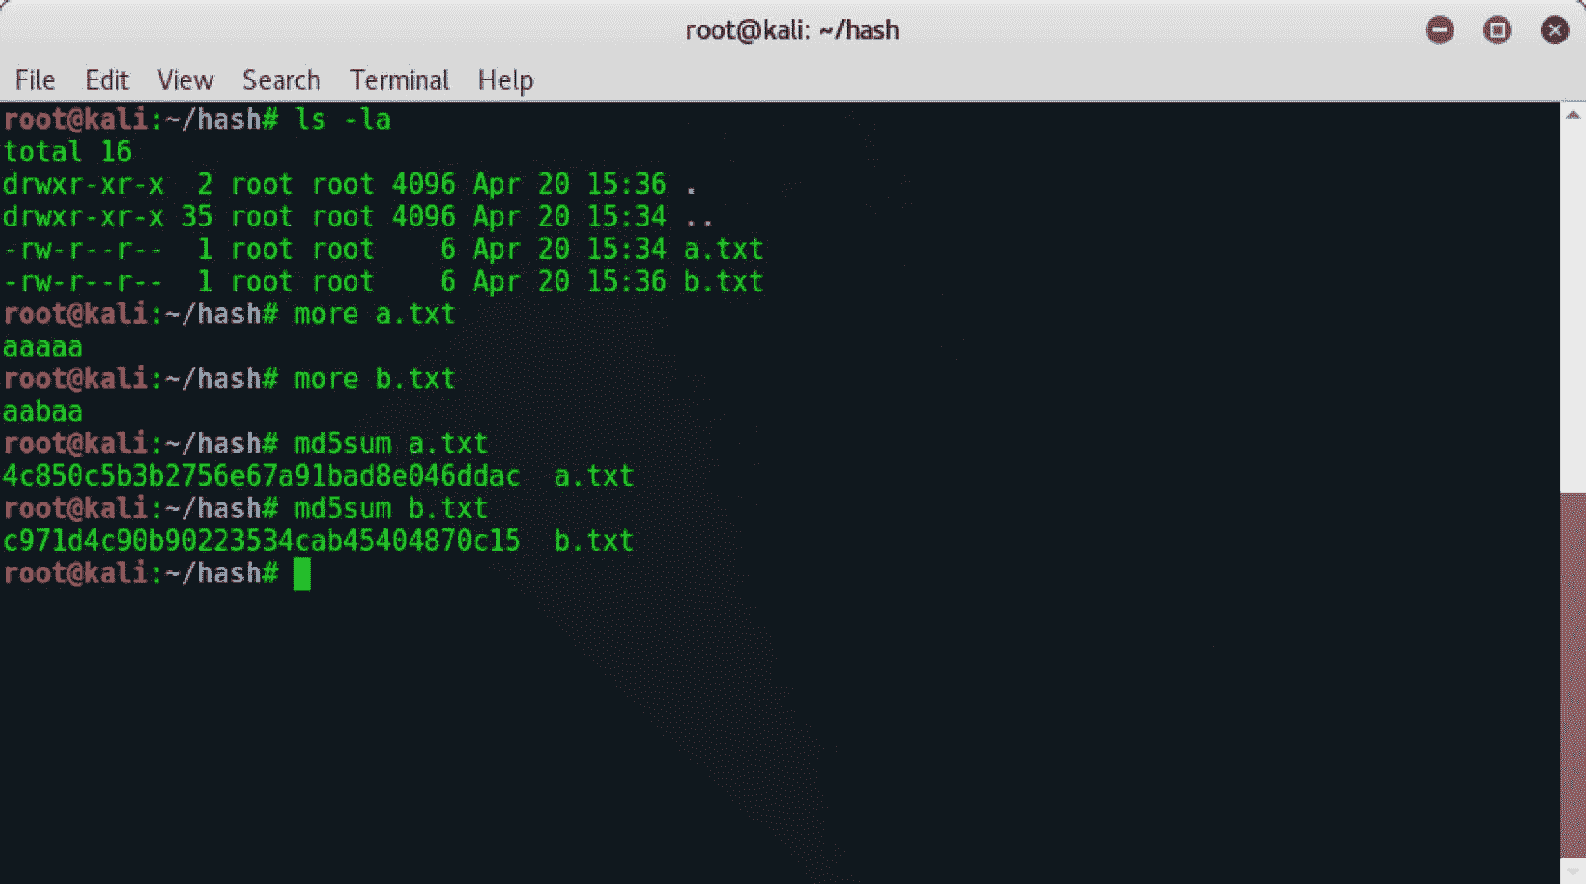 root@kali: ~/hash
File Edit View Search Terminal Help
root@kali:~/hash# ls -la
total 16
drwxr-xr-x  2 root root 4096 Apr 20 15:36 .
drwxr-xr-x 35 root root 4096 Apr 20 15:34 ..
-rw-r--r--  1 root root    6 Apr 20 15:34 a.txt
-rw-r--r--  1 root root    6 Apr 20 15:36 b.txt
root@kali:~/hash# more a.txt
aaaaa
root@kali:~/hash# more b.txt
aabaa
root@kali:~/hash# md5sum a.txt
4c850c5b3b2756e67a91bad8e046ddac  a.txt
root@kali:~/hash# md5sum b.txt
c971d4c90b90223534cab45404870c15  b.txt
root@kali:~/hash#